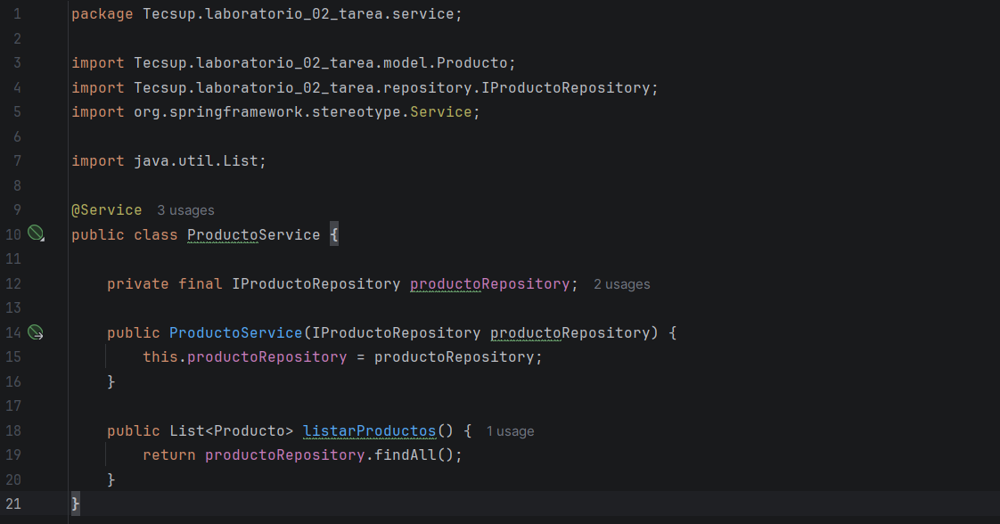 1 package Tecsup.laboratorio_02_tarea.service;
2
3 import Tecsup.laboratorio_02_tarea.model.Producto;
4 import Tecsup.laboratorio_02_tarea.repository.IProductoRepository;
5 import org.springframework.stereotype.Service;
6
7 import java.util.List;
8
9 @Service 3 usages
10 public class ProductoService {
11
12     private final IProductoRepository productoRepository; 2 usages
13
14     public ProductoService(IProductoRepository productoRepository) {
15         this.productoRepository = productoRepository;
16     }
17
18     public List<Producto> listarProductos() { 1 usage
19         return productoRepository.findAll();
20     }
21 }